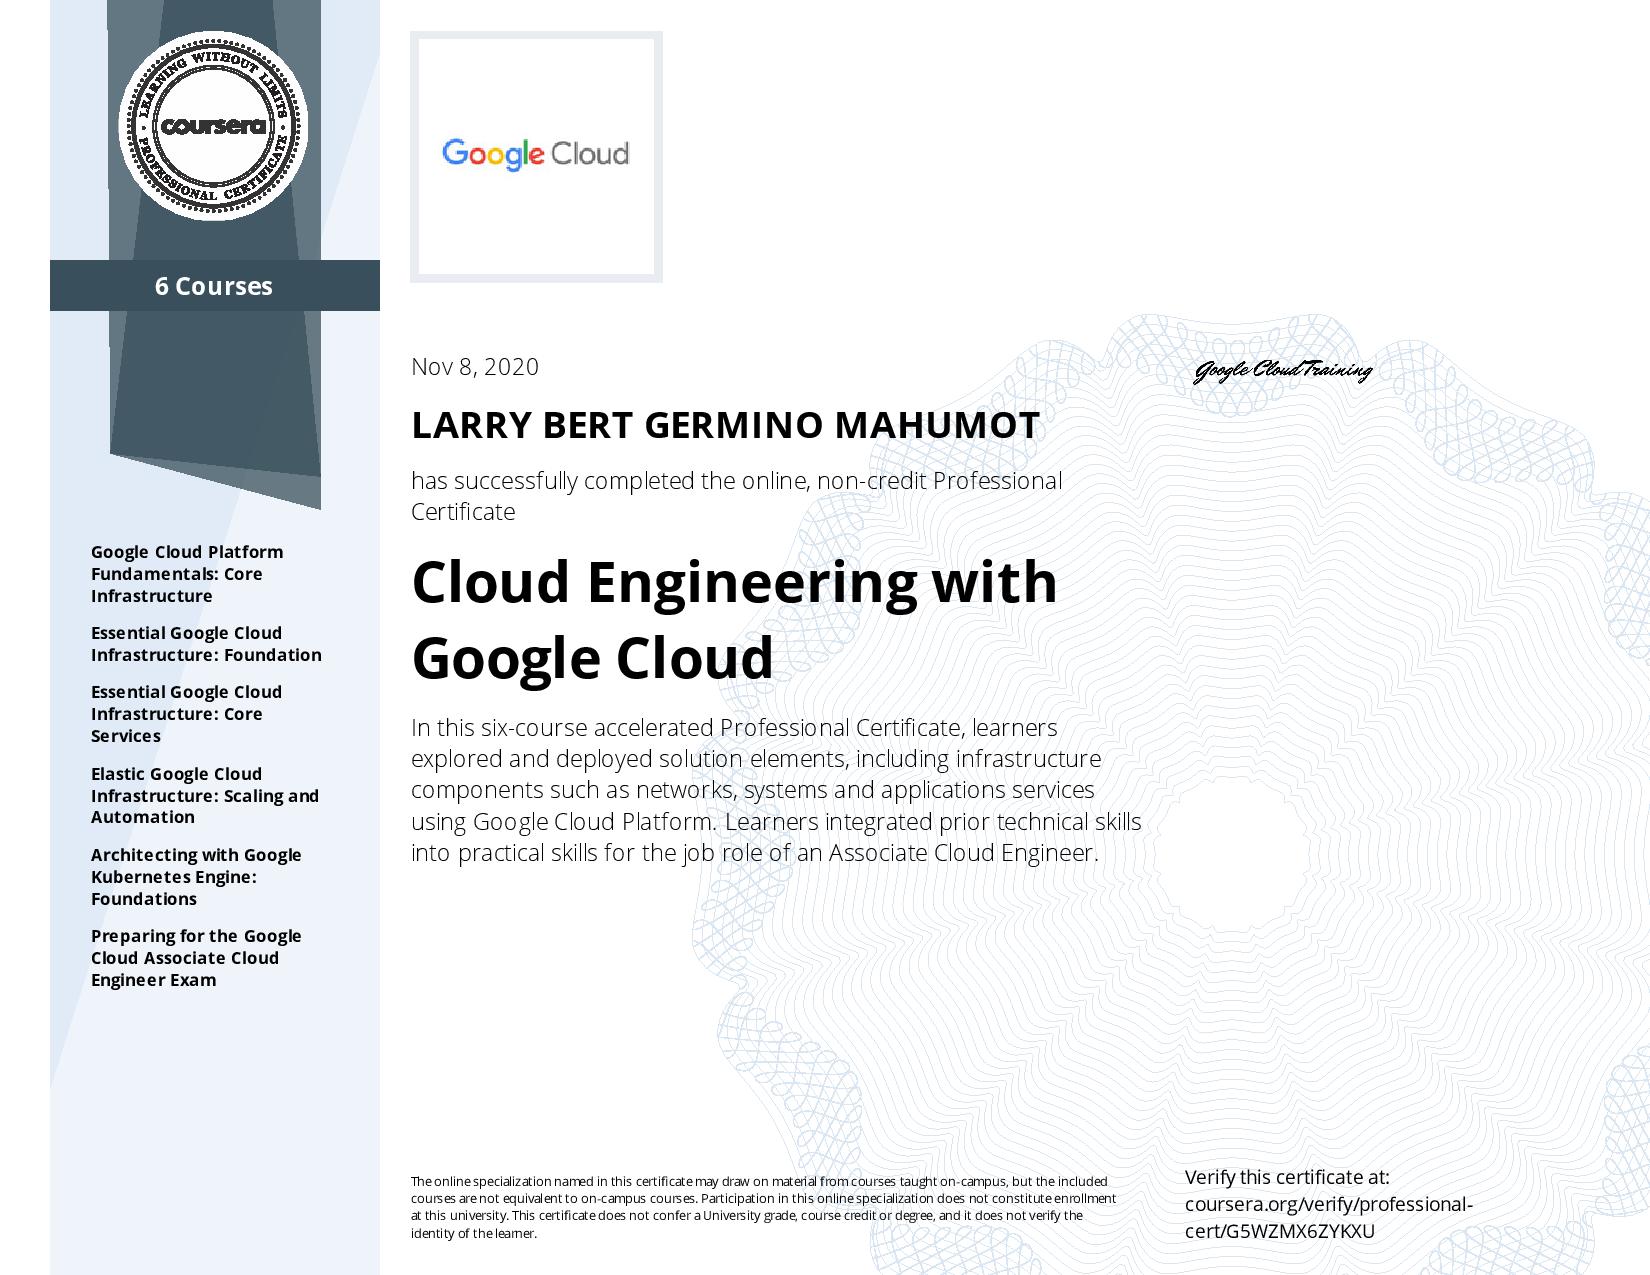 LEARNING WITHOUT LIMITS
coursera
PROFESSIONAL CERTIFICATE
6 Courses
Google Cloud Platform
Fundamentals: Core
Infrastructure
Essential Google Cloud
Infrastructure: Foundation
Essential Google Cloud
Infrastructure: Core
Services
Elastic Google Cloud
Infrastructure: Scaling and
Automation
Architecting with Google
Kubernetes Engine:
Foundations
Preparing for the Google
Cloud Associate Cloud
Engineer Exam
Google Cloud
Nov 8, 2020
LARRY BERT GERMINO MAHUMOT
has successfully completed the online, non-credit Professional
Certificate
Cloud Engineering with
Google Cloud
In this six-course accelerated Professional Certificate, learners
explored and deployed solution elements, including infrastructure
components such as networks, systems and applications services
using Google Cloud Platform. Learners integrated prior technical skills
into practical skills for the job role of an Associate Cloud Engineer.
Google Cloud Training
The online specialization named in this certificate may draw on material from courses taught on-campus, but the included
courses are not equivalent to on-campus courses. Participation in this online specialization does not constitute enrollment
at this university. This certificate does not confer a University grade, course credit or degree, and it does not verify the
identity of the learner.
Verify this certificate at:
coursera.org/verify/professional-
cert/G5WZMX6ZYKXU